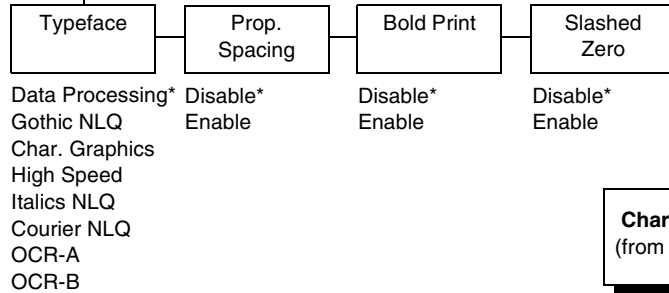 Typeface
Prop.
Spacing
Bold Print
Slashed
Zero
Data Processing*
Gothic NLQ
Char. Graphics
High Speed
Italics NLQ
Courier NLQ
OCR-A
OCR-B
Disable*
Enable
Disable*
Enable
Disable*
Enable
Char
(from